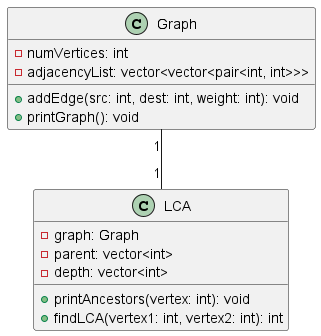 C Graph
numVertices: int
adjacencyList: vector<vector<pair<int, int>>>
addEdge(src: int, dest: int, weight: int): void
printGraph(): void
1
1
C LCA
graph: Graph
parent: vector<int>
depth: vector<int>
printAncestors(vertex: int): void
findLCA(vertex1: int, vertex2: int): int